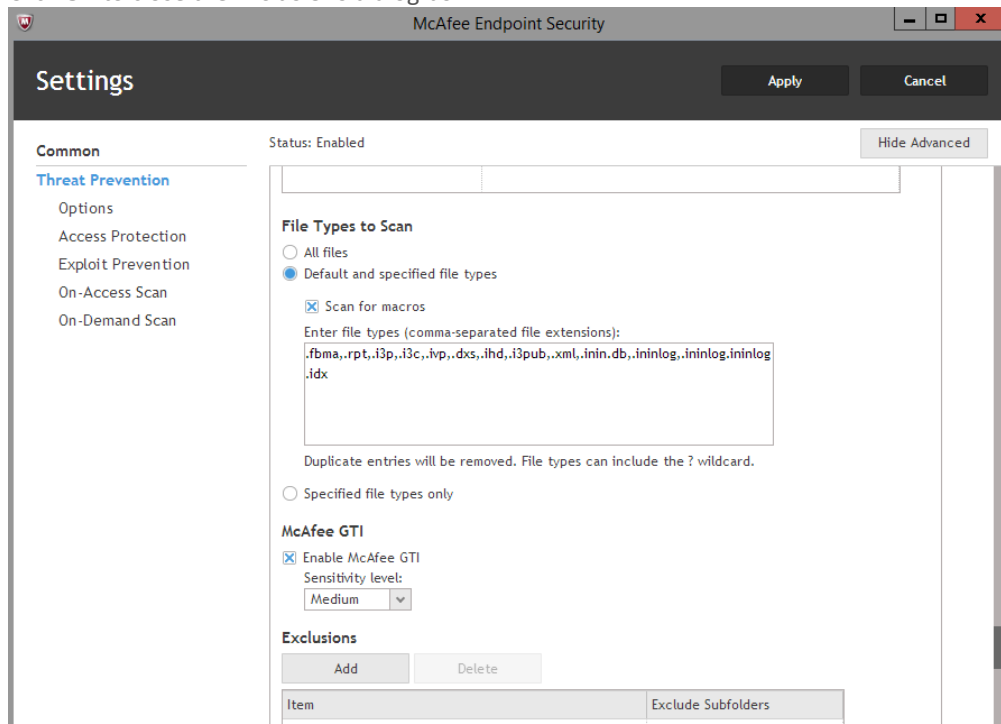 McAfee Endpoint Security
Settings
Apply
Cancel
Common
Status: Enabled
Hide Advanced
Threat Prevention
Options
Access Protection
Exploit Prevention
On-Access Scan
On-Demand Scan
File Types to Scan
All files
Default and specified file types
Scan for macros
Enter file types (comma-separated file extensions):
.fbma,.rpt,.i3p,.i3c,.ivp,.dxs,.ihd,.i3pub,.xml,.inin.db,.ininlog,.ininlog.ininlog
.idx
Duplicate entries will be removed. File types can include the ? wildcard.
Specified file types only
McAfee GTI
Enable McAfee GTI
Sensitivity level:
Medium
Exclusions
Add
Delete
Item
Exclude Subfolders